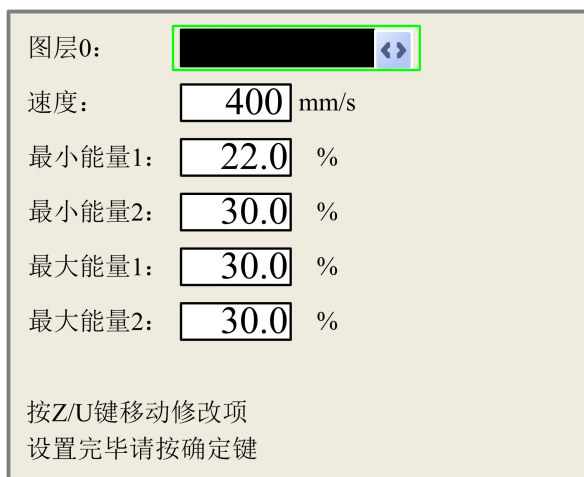 图层0：
速度： 400 mm/s
最小能量1： 22.0 %
最小能量2： 30.0 %
最大能量1： 30.0 %
最大能量2： 30.0 %
按Z/U键移动修改项
设置完毕请按确定键